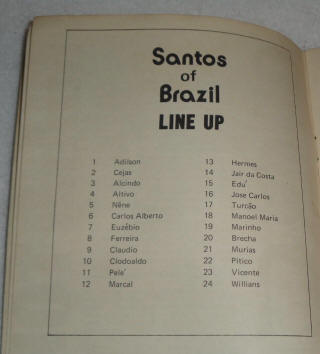 Santos
of
Brazil
LINE UP
1 Adilson
2 Cejas
3 Alcindo
4 Altivo
5 Nêne
6 Carlos Alberto
7 Euzébio
8 Ferreira
9 Claudio
10 Clodoaldo
11 Pele'
12 Marcal
13 Hermes
14 Jair da Costa
15 Edu'
16 Jose Carlos
17 Turcão
18 Manoel Maria
19 Marinho
20 Brecha
21 Murias
22 Pitico
23 Vicente
24 Willians